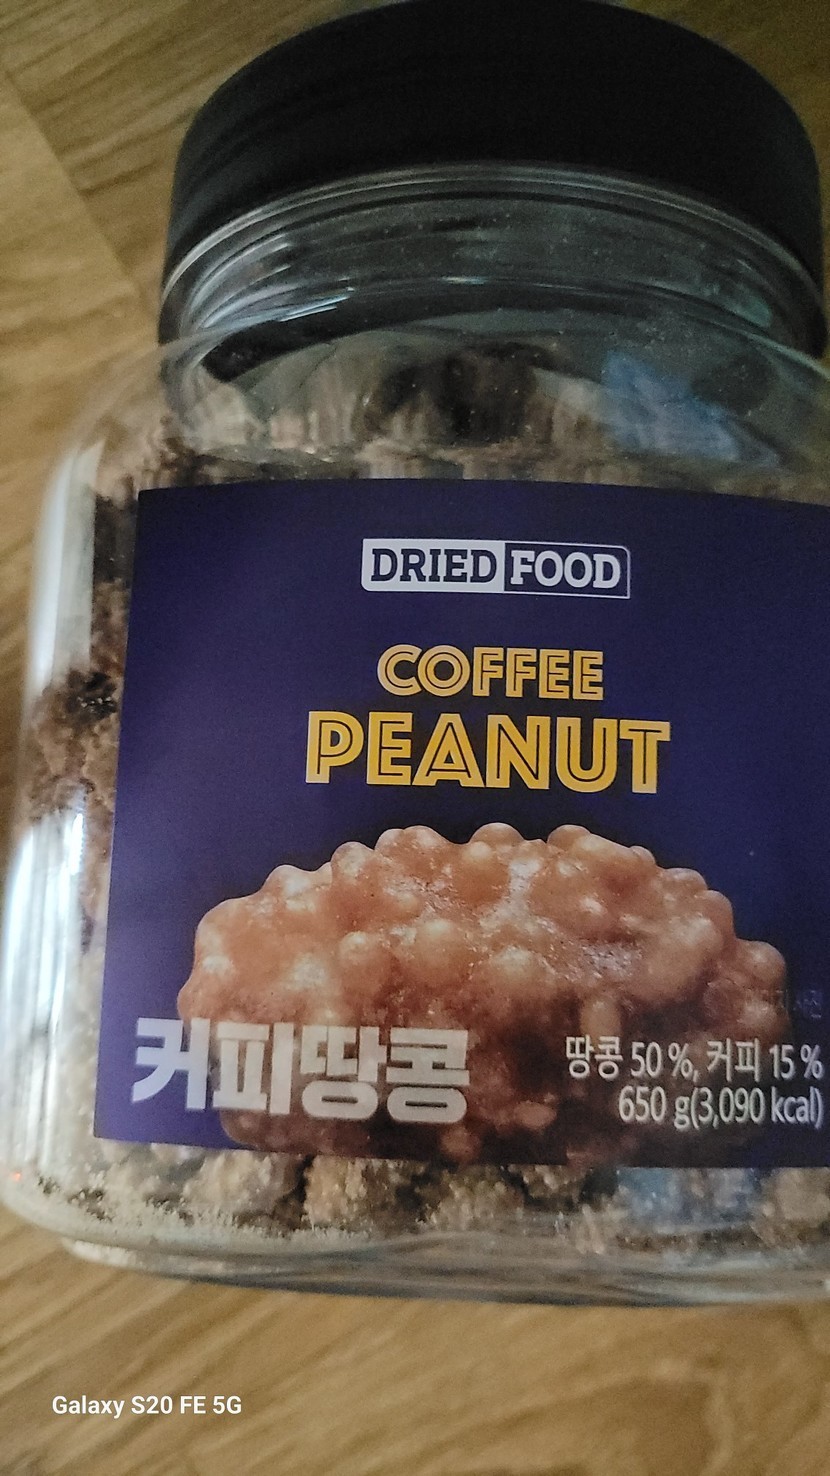 DRIED FOOD
COFFEE
PEANUT
커피땅콩
땅콩 50 %, 커피 15 %
650 g(3,090 kcal)
Galaxy S20 FE 5G